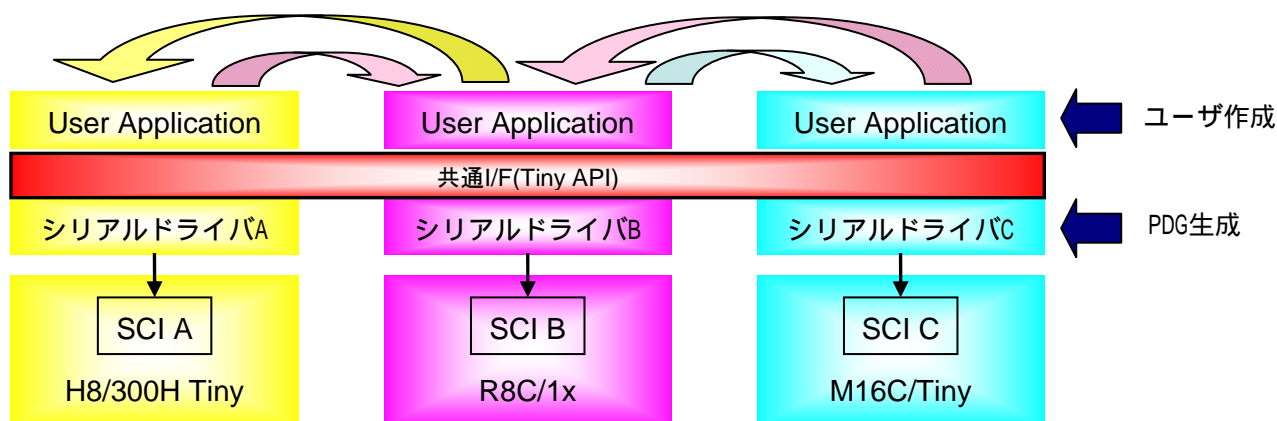 User Application
User Application
User Application
ユーザ作成
共通I/F(Tiny API)
シリアルドライバA
シリアルドライバB
シリアルドライバC
PDG生成
SCI A
SCI B
SCI C
H8/300H Tiny
R8C/1x
M16C/Tiny